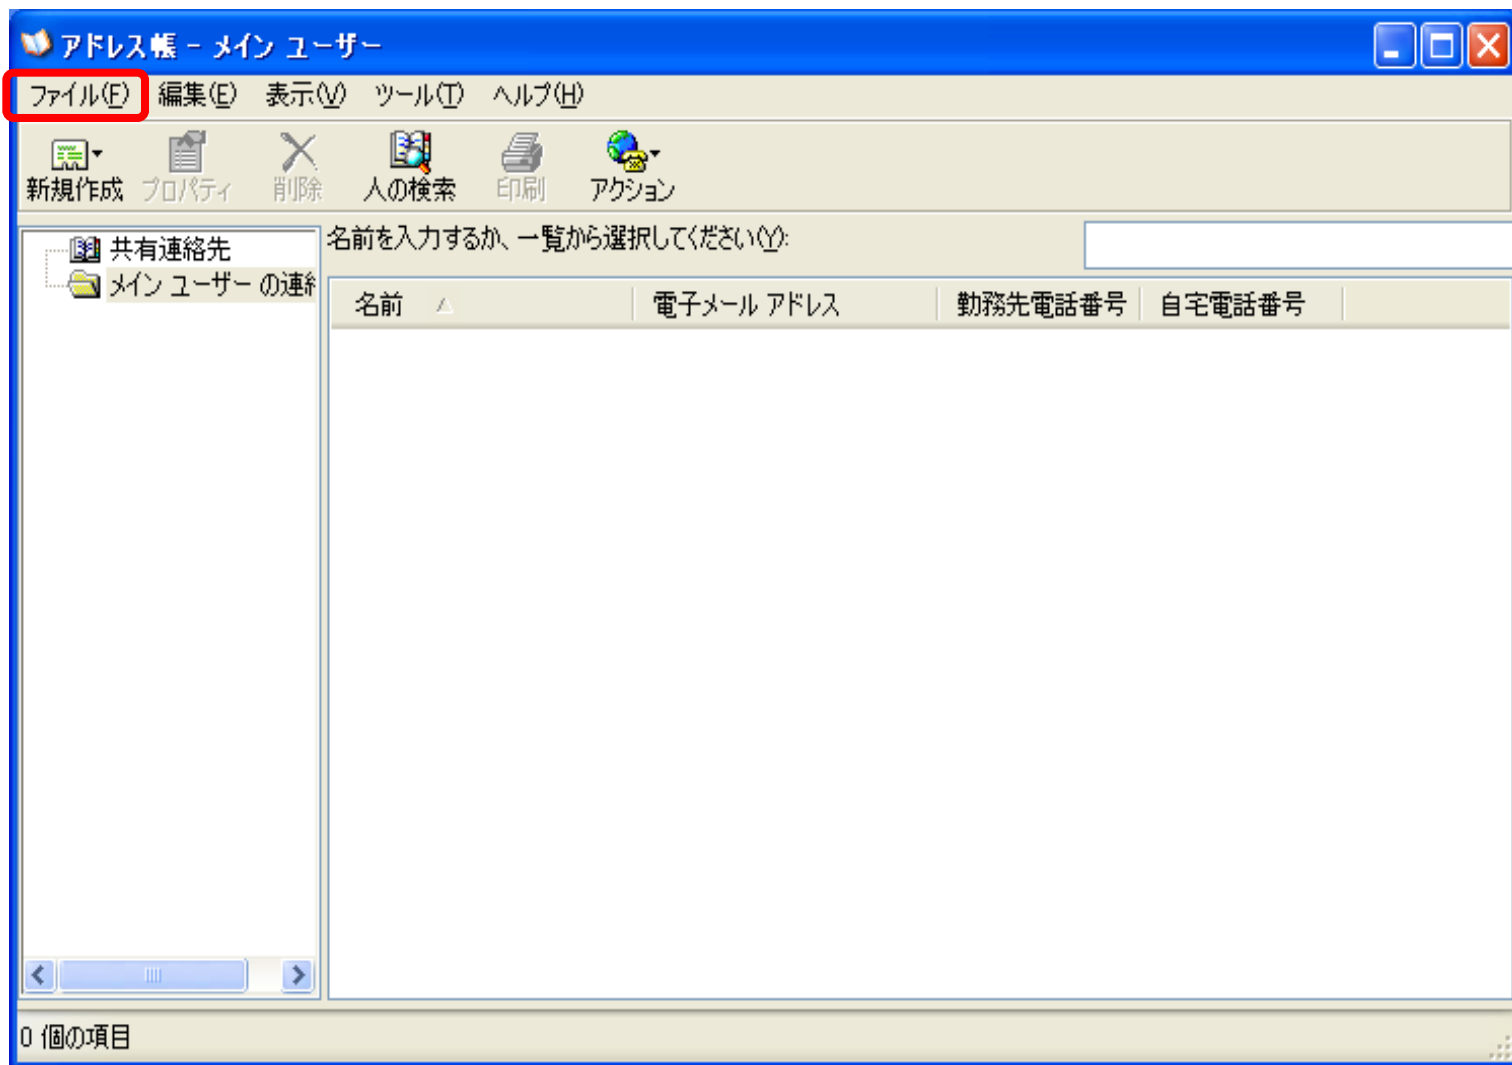 アドレス帳 - メイン ユーザー
ファイル(F) 編集(E) 表示(V) ツール(T) ヘルプ(H)
新規作成 プロパティ 削除 人の検索 印刷 アクション
共有連絡先
メイン ユーザー の連
名前を入力するか、一覧から選択してください(Y):
名前 電子メール アドレス 勤務先電話番号 自宅電話番号
0 個の項目